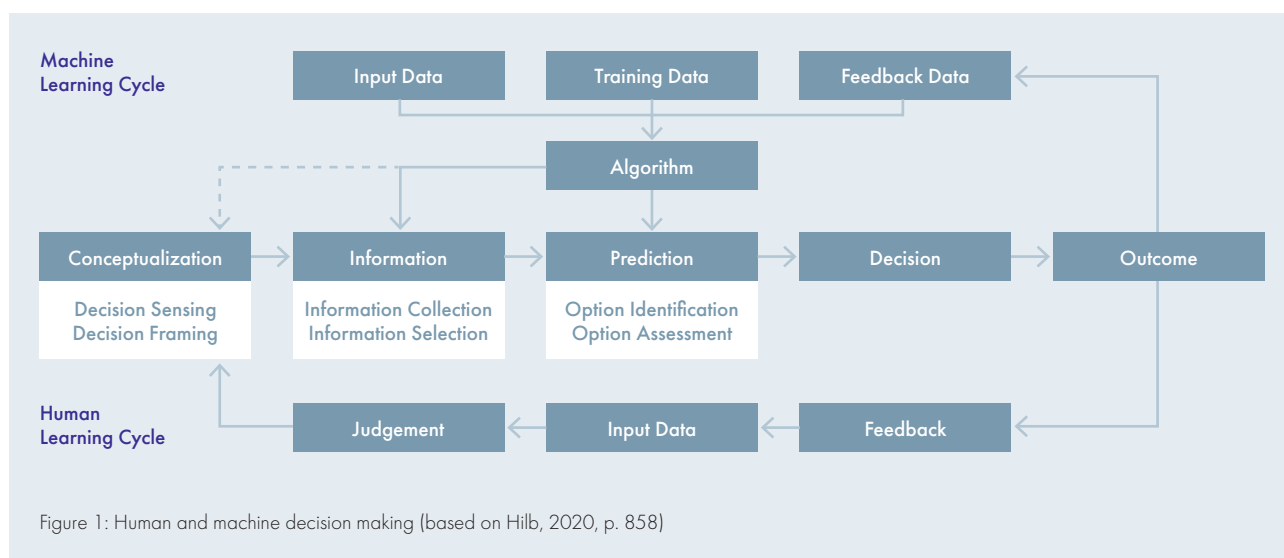 Machine
Learning Cycle
Input Data
Training Data
Feedback Data
Algorithm
Conceptualization
Information
Prediction
Decision
Outcome
Decision Sensing
Decision Framing
Information Collection
Information Selection
Option Identification
Option Assessment
Human
Learning Cycle
Judgement
Input Data
Feedback
Figure 1: Human and machine decision making (based on Hilb, 2020, p. 858)